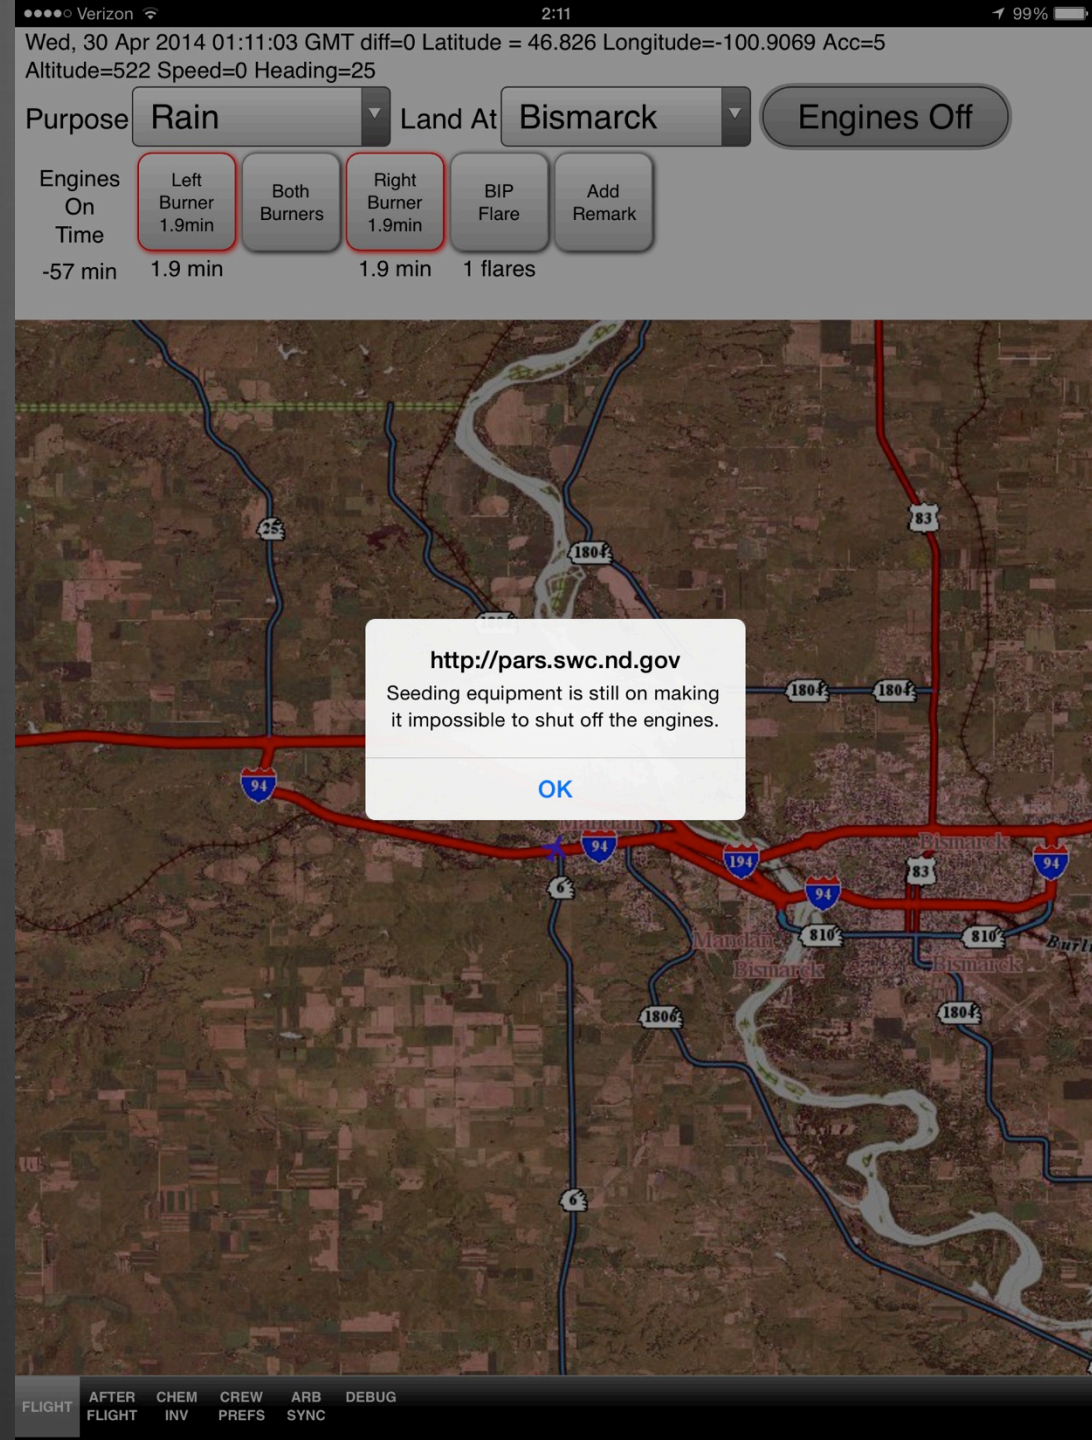 Verizon 2:11 99%
Wed, 30 Apr 2014 01:11:03 GMT diff=0 Latitude = 46.826 Longitude=-100.9069 Acc=5
Altitude=522 Speed=0 Heading=25
Purpose Rain Land At Bismarck Engines Off
Engines
On
Time
-57 min
Left
Burner
1.9min
1.9 min
Both
Burners
Right
Burner
1.9min
1.9 min
BIP
Flare
1 flares
Add
Remark
25
83
1804
http://pars.swc.nd.gov
Seeding equipment is still on making
it impossible to shut off the engines.
OK
1804
1804
94
Mandan
94
194
Bismarck
83
94
6
94
Mandan
810
810
Bismarck
Bismarck
1806
1804
6
FLIGHT
AFTER
FLIGHT
CHEM
INV
CREW
PREFS
ARB
SYNC
DEBUG